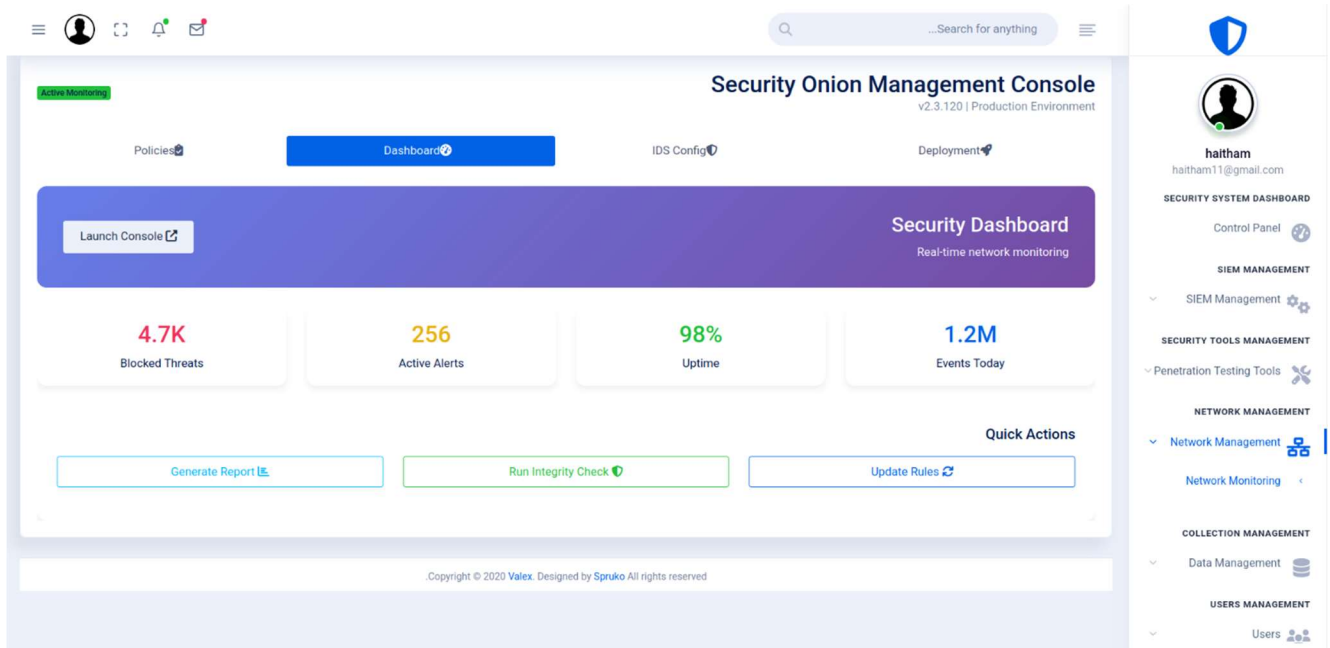 ...Search for anything
Security Onion Management Console
v2.3.120 | Production Environment
Active Monitoring
Policies
Dashboard
IDS Config
Deployment
Security Dashboard
Real-time network monitoring
Launch Console
4.7K
Blocked Threats
256
Active Alerts
98%
Uptime
1.2M
Events Today
Quick Actions
Generate Report
Run Integrity Check
Update Rules
.Copyright © 2020 Valex. Designed by Spruko All rights reserved
haitham
haitham11@gmail.com
SECURITY SYSTEM DASHBOARD
Control Panel
SIEM MANAGEMENT
SIEM Management
SECURITY TOOLS MANAGEMENT
Penetration Testing Tools
NETWORK MANAGEMENT
Network Management
Network Monitoring
COLLECTION MANAGEMENT
Data Management
USERS MANAGEMENT
Users